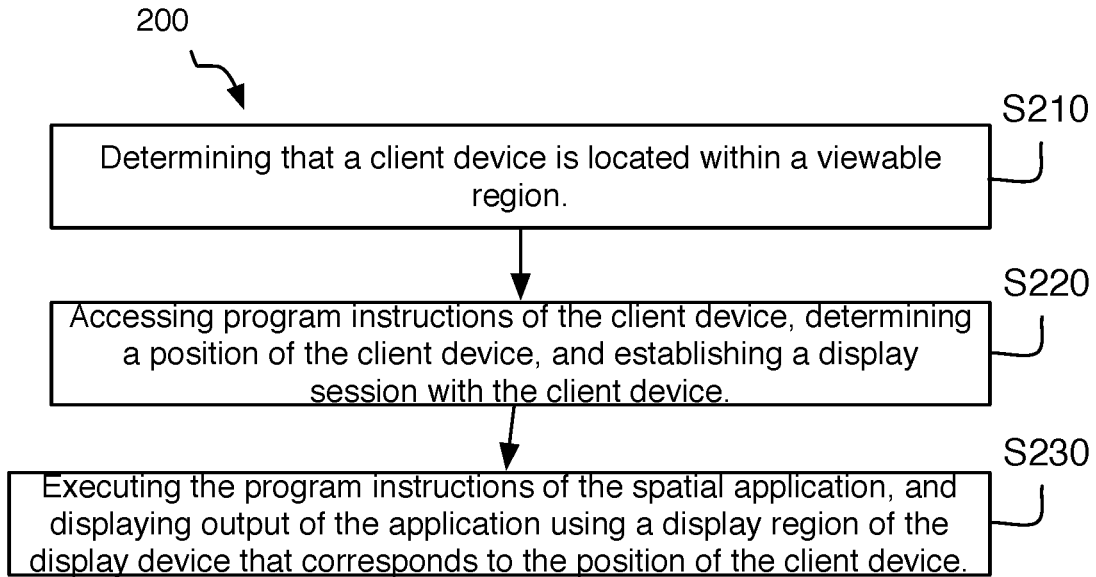 200
S210
Determining that a client device is located within a viewable
region.
S220
Accessing program instructions of the client device, determining
a position of the client device, and establishing a display
session with the client device.
S230
Executing the program instructions of the spatial application, and
displaying output of the application using a display region of the
display device that corresponds to the position of the client device.